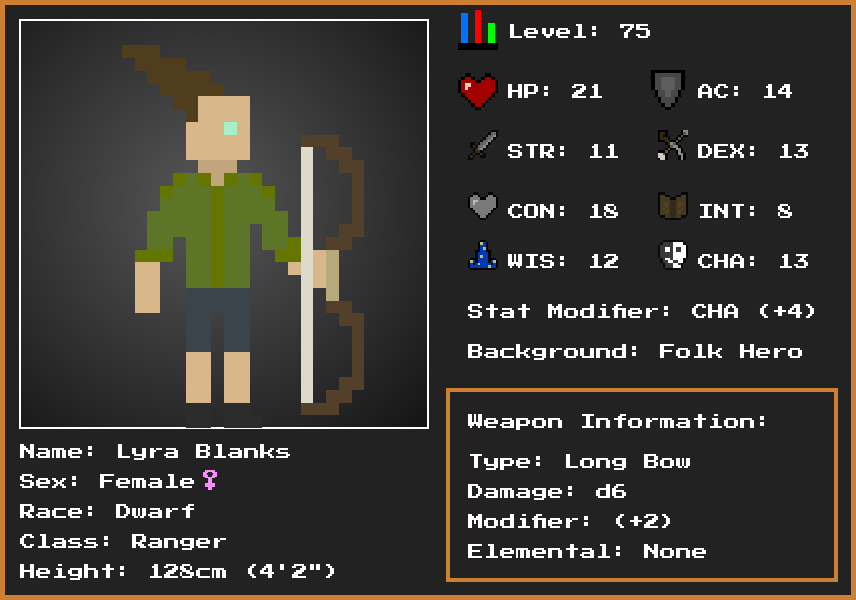 Level: 75
HP: 21
AC: 14
STR: 11
DEX: 13
CON: 18
INT: 8
WIS: 12
CHA: 13
Stat Modifier: CHA (+4)
Background: Folk Hero
Name: Lyra Blanks
Sex: Female♀
Race: Dwarf
Class: Ranger
Height: 128cm (4'2")
Weapon Information:
Type: Long Bow
Damage: d6
Modifier: (+2)
Elemental: None